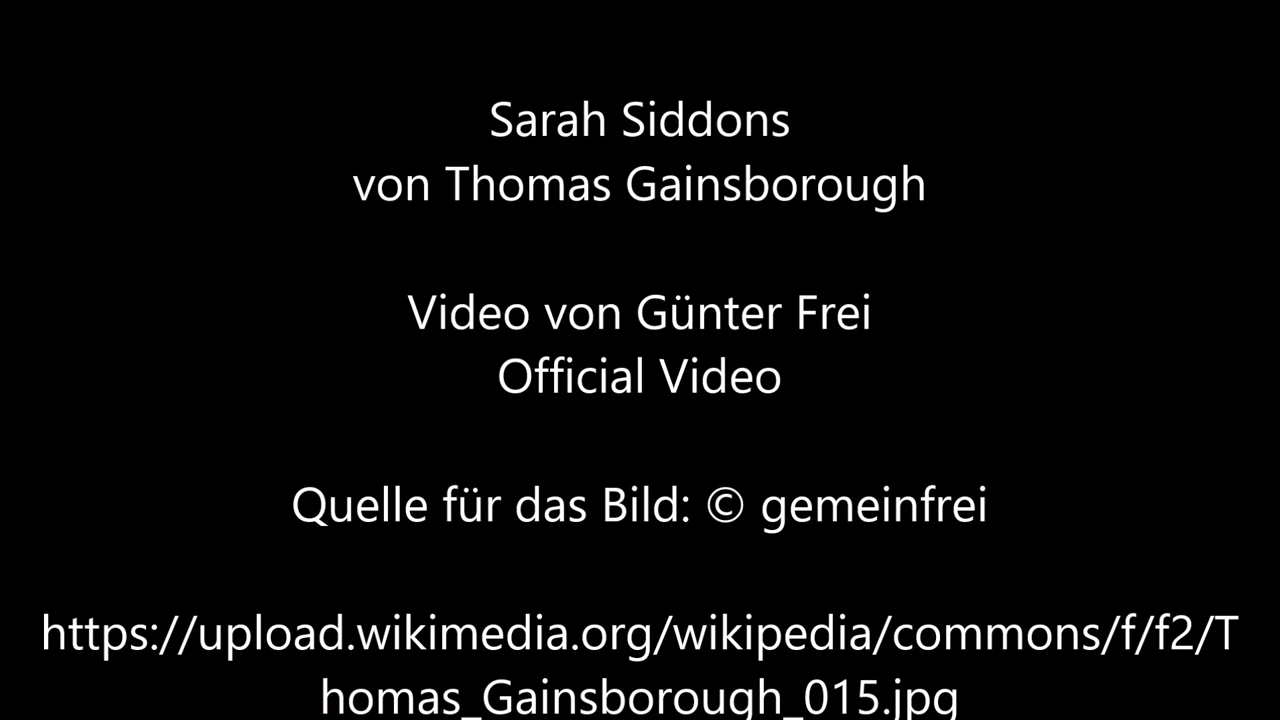 Sarah Siddons
von Thomas Gainsborough
Video von Günter Frei
Official Video
Quelle für das Bild: © gemeinfrei
https://upload.wikimedia.org/wikipedia/commons/f/f2/T
homas_Gainsborough_015.jpg